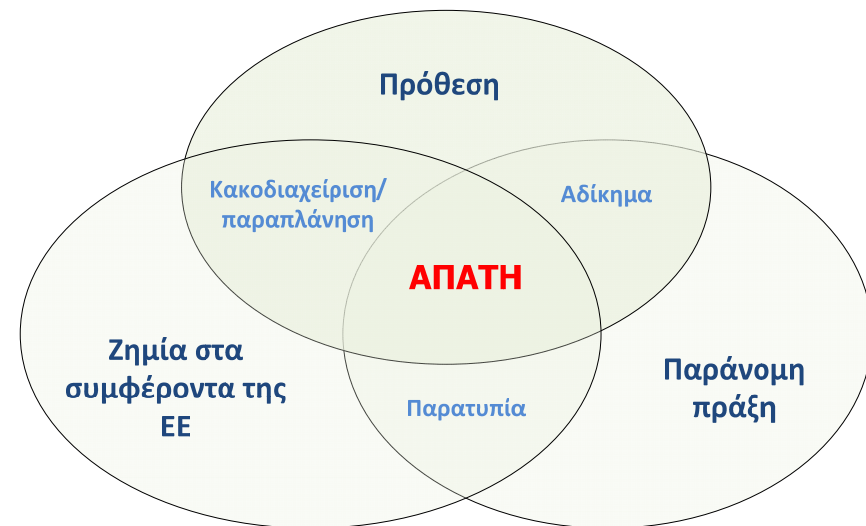 Πρόθεση
Κακοδιαχείριση/
παραπλάνηση
Αδίκημα
ΑΠΑΤΗ
Ζημία στα
συμφέροντα της
ΕΕ
Παράνομη
πράξη
Παρατυπία